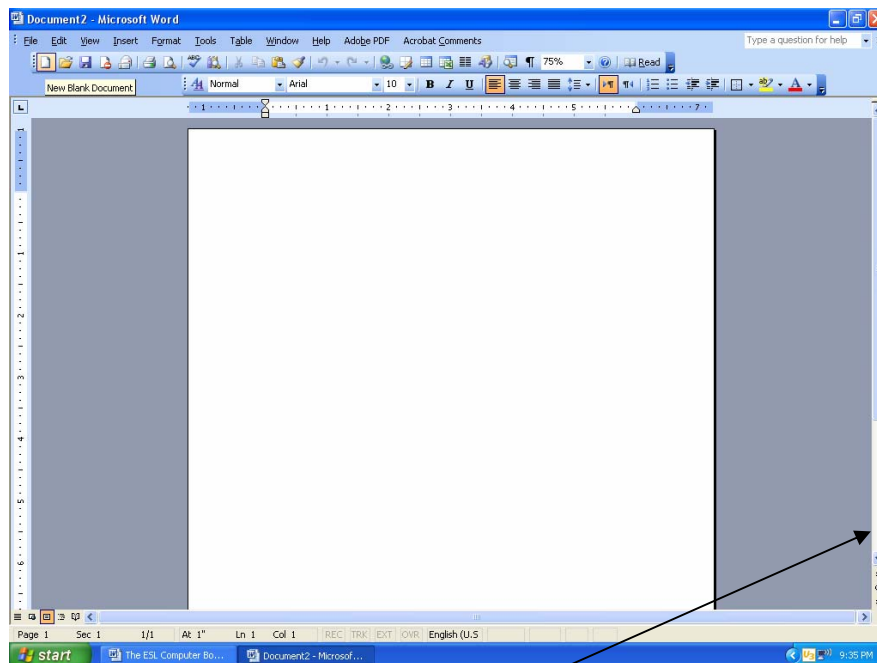 Document2 - Microsoft Word
File Edit View Insert Format Tools Table Window Help Adobe PDF Acrobat Comments Type a question for help
75% Read
New Blank Document Normal Arial 10 B I U
1 1 2 3 4 5 7
1
1
2
3
4
5
6
Page 1 Sec 1 1/1 At 1" Ln 1 Col 1 REC TRK EXT OVR English (U.S
start The ESL Computer Bo... Document2 - Microsof... 9:35 PM